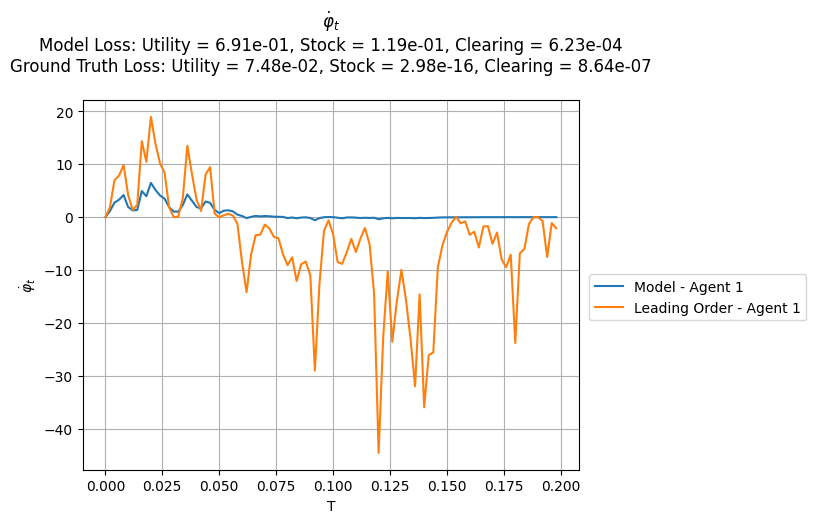 φ̇ₜ
Model Loss: Utility = 6.91e-01, Stock = 1.19e-01, Clearing = 6.23e-04
Ground Truth Loss: Utility = 7.48e-02, Stock = 2.98e-16, Clearing = 8.64e-07
20
10
0
−10
−20
−30
−40
φ̇ₜ
0.000 0.025 0.050 0.075 0.100 0.125 0.150 0.175 0.200
T
Model - Agent 1
Leading Order - Agent 1